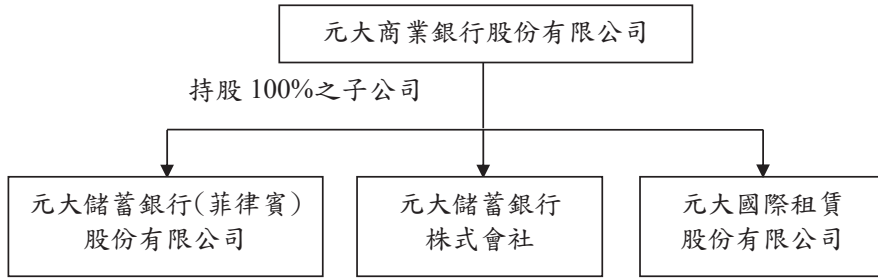 元大商業銀行股份有限公司
持股 100%之子公司
元大儲蓄銀行(菲律賓)
股份有限公司
元大儲蓄銀行
株式會社
元大國際租賃
股份有限公司